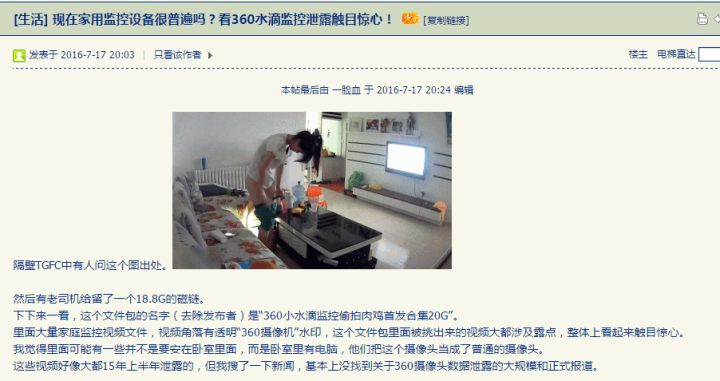 [生活] 现在家用监控设备很普遍吗？看360水滴监控泄露触目惊心！ [复制链接]
发表于 2016-7-17 20:03 | 只看该作者
楼主 电梯直达
本帖最后由 一脸血 于 2016-7-17 20:24 编辑
隔壁TGFC中有人问这个图出处。
然后有老司机给留了一个18.8G的磁链。
下下来一看，这个文件包的名字（去除发布者）是“360小水滴监控偷拍肉鸡首发合集20G”。
里面大量家庭监控视频文件，视频角落有透明“360摄像机”水印，这个文件包里面被挑出来的视频大都涉及露点，整体上看起来触目惊心。
我觉得里面可能有一些并不是要安在卧室里面，而是卧室里有电脑，他们把这个摄像头当成了普通的摄像头。
这些视频好像大都15年上半年泄露的，但我搜了一下新闻，基本上没找到关于360摄像头数据泄露的大规模和正式报道。